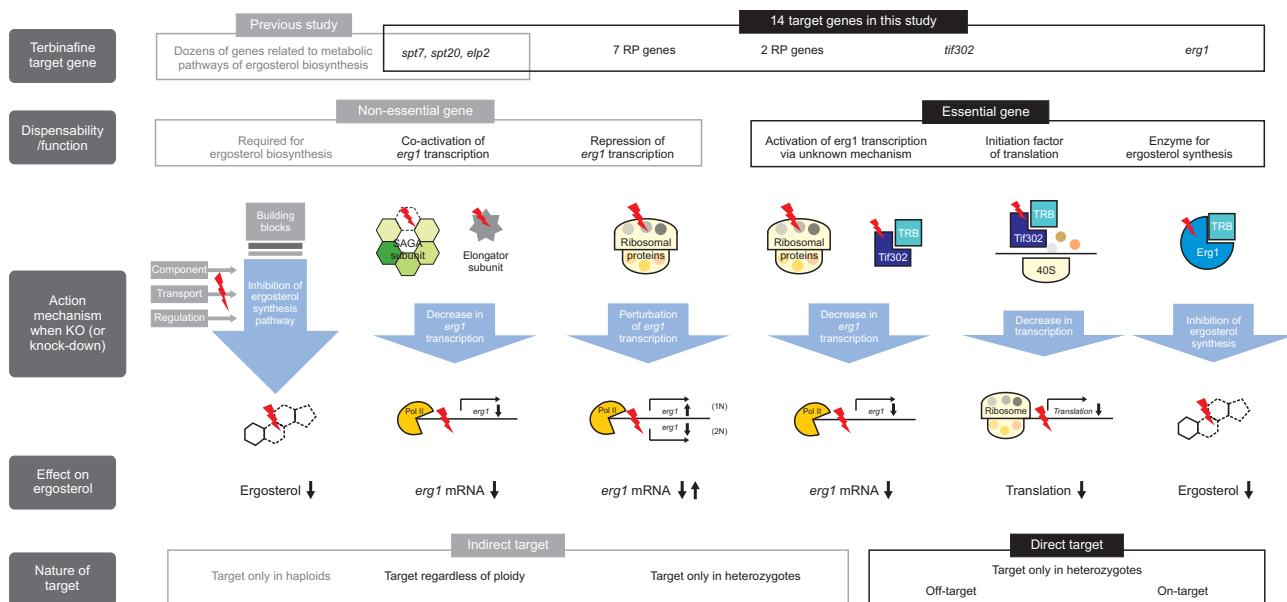 Previous study
14 target genes in this study
Terbinafine
target gene
Dozens of genes related to metabolic
pathways of ergosterol biosynthesis
spt7, spt20, elp2
7 RP genes
2 RP genes
tif302
erg1
Non-essential gene
Essential gene
Dispensability
/function
Required for
ergosterol biosynthesis
Co-activation of
erg1 transcription
Repression of
erg1 transcription
Activation of erg1 transcription
via unknown mechanism
Initiation factor
of translation
Enzyme for
ergosterol synthesis
Action
mechanism
when KO (or
knock-down)
Building
blocks
Component
Transport
Regulation
Inhibition of
ergosterol
synthesis
pathway
SAGA
subunit
Elongator
subunit
Ribosomal
proteins
Ribosomal
proteins
TRB
Tif302
TRB
Tif302
40S
TRB
Erg1
Decrease in
erg1
transcription
Perturbation
of erg1
transcription
Decrease in
erg1
transcription
Decrease in
transcription
Inhibition of
ergosterol
synthesis
Pol II
erg1
Pol II
erg1
(1N)
erg1
(2N)
Pol II
erg1
Ribosome
Translation
Effect on
ergosterol
Ergosterol
erg1 mRNA
erg1 mRNA
erg1 mRNA
Translation
Ergosterol
Indirect target
Direct target
Nature of
target
Target only in haploids
Target regardless of ploidy
Target only in heterozygotes
Target only in heterozygotes
Off-target
On-target